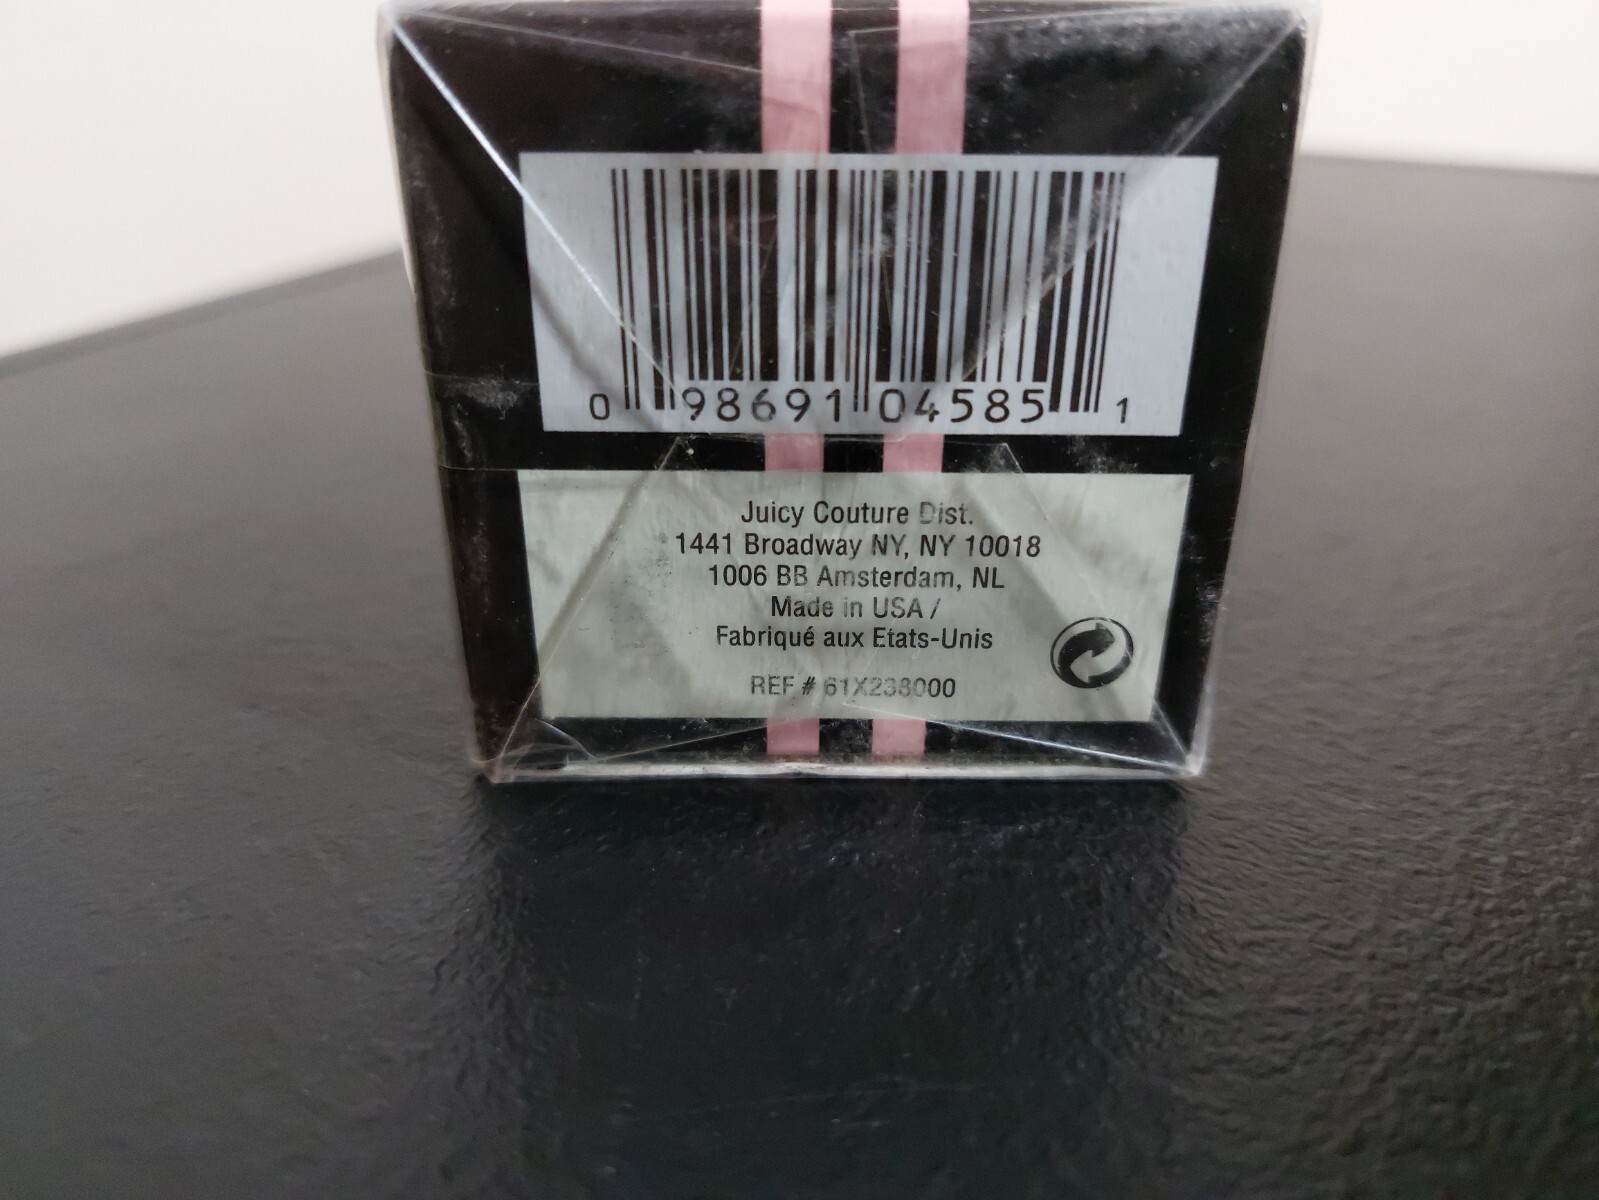 0 98691 04585 1
Juicy Couture Dist.
1441 Broadway NY, NY 10018
1006 BB Amsterdam, NL
Made in USA /
Fabriqué aux Etats-Unis
REF # 61X238000